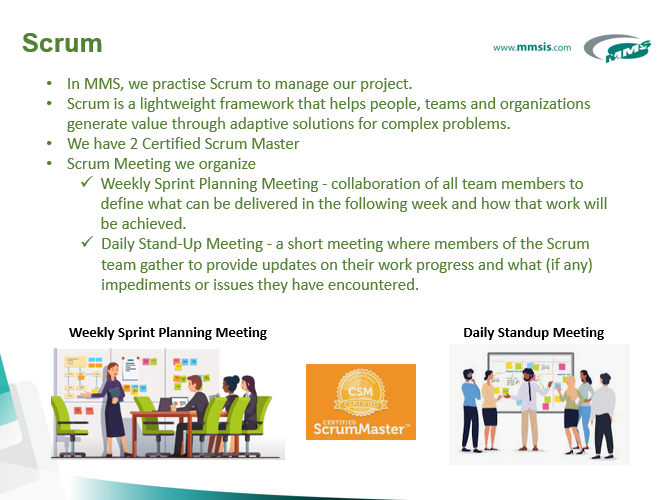 Scrum
www.mmsis.com
MMS
• In MMS, we practise Scrum to manage our project.
• Scrum is a lightweight framework that helps people, teams and organizations
generate value through adaptive solutions for complex problems.
• We have 2 Certified Scrum Master
• Scrum Meeting we organize
✓ Weekly Sprint Planning Meeting - collaboration of all team members to
define what can be delivered in the following week and how that work will
be achieved.
✓ Daily Stand-Up Meeting - a short meeting where members of the Scrum
team gather to provide updates on their work progress and what (if any)
impediments or issues they have encountered.
Weekly Sprint Planning Meeting
Daily Standup Meeting
CSM
CERTIFIED
CERTIFIED
ScrumMaster™